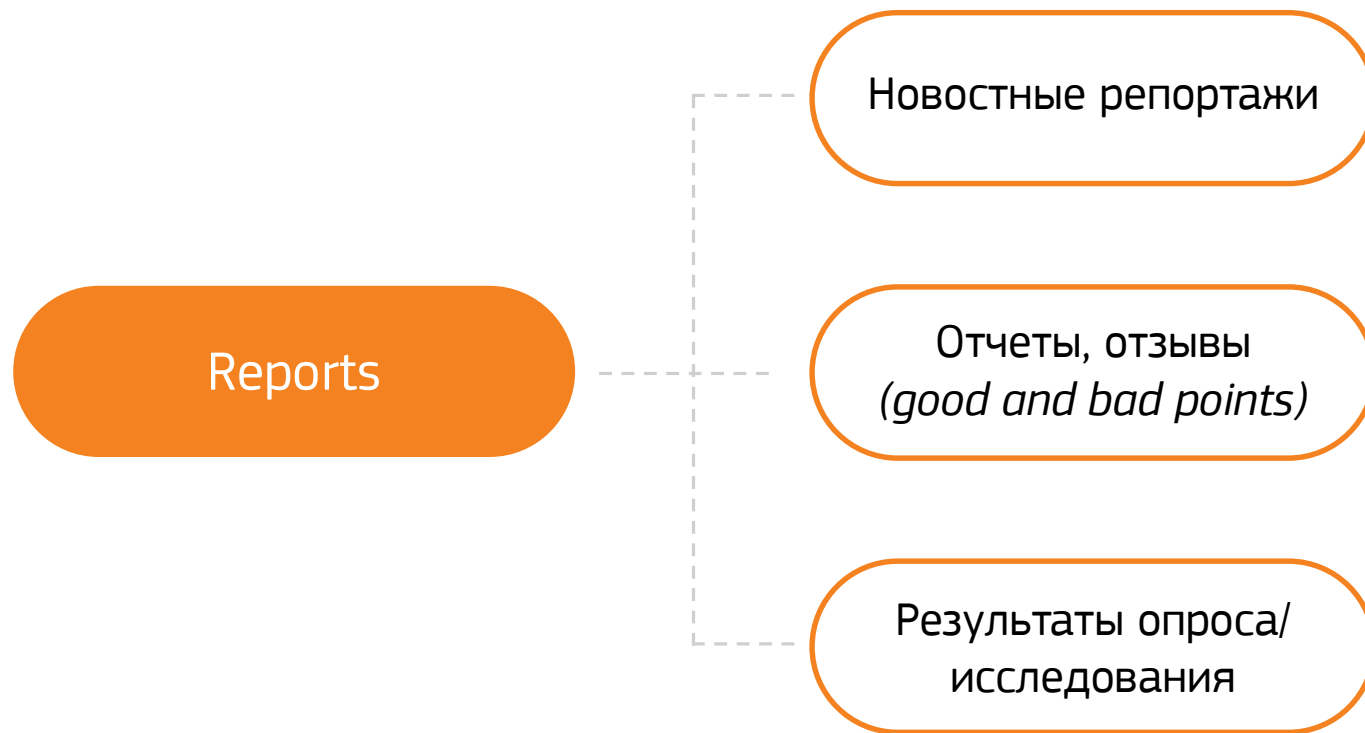 Новостные репортажи
Reports
Отчеты, отзывы
(good and bad points)
Результаты опроса/
исследования